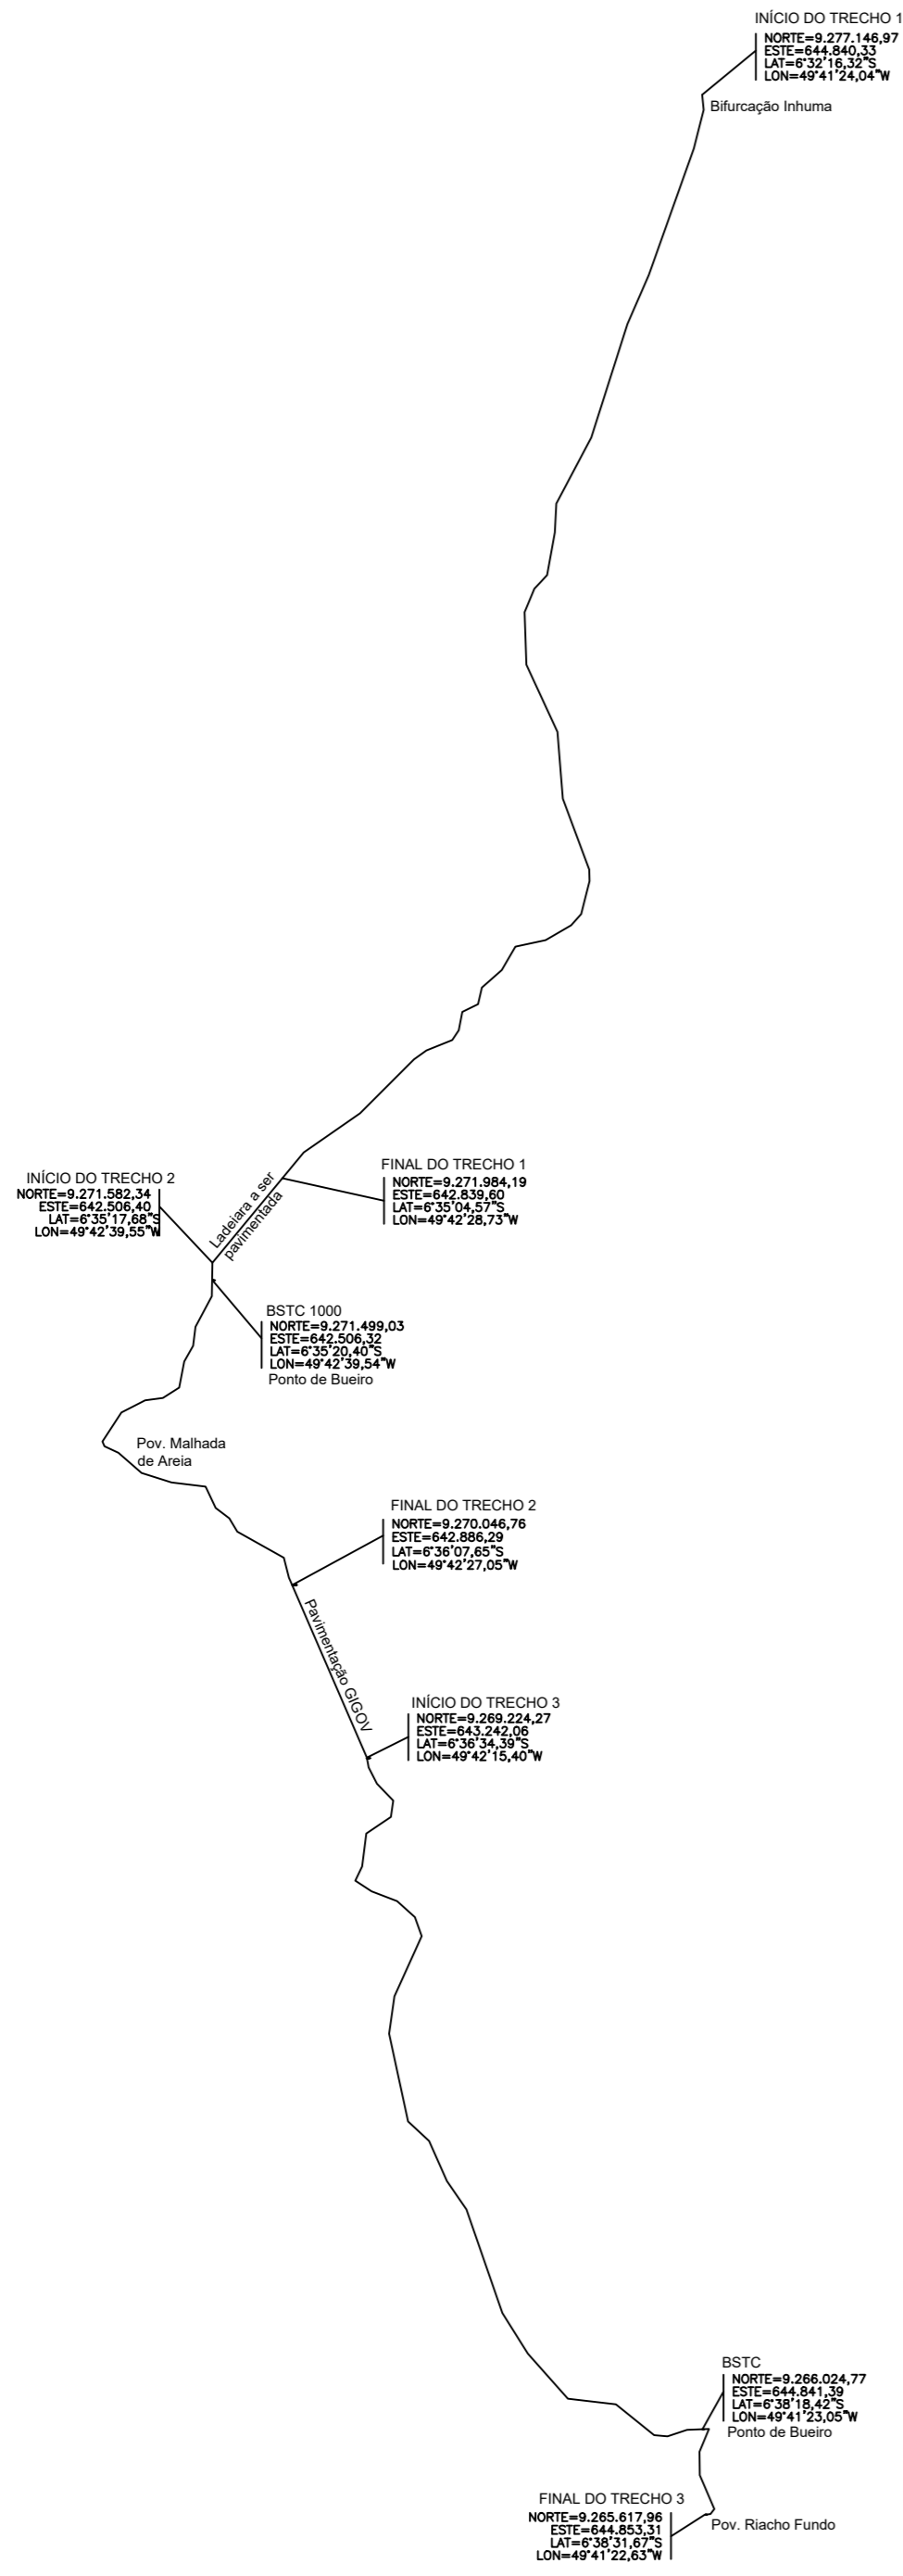 INÍCIO DO TRECHO 1
NORTE=9.277.146,97
ESTE=644.840,33
LAT=6°32'16,32"S
LON=49°41'24,04"W
Bifurcação Inhuma
FINAL DO TRECHO 1
NORTE=9.271.984,19
ESTE=642.839,60
LAT=6°35'04,57"S
LON=49°42'28,73"W
Ladeiara a ser
pavimentada
INÍCIO DO TRECHO 2
NORTE=9.271.582,34
ESTE=642.506,40
LAT=6°35'17,68"S
LON=49°42'39,55"W
BSTC 1000
NORTE=9.271.499,03
ESTE=642.506,32
LAT=6°35'20,40"S
LON=49°42'39,54"W
Ponto de Bueiro
Pov. Malhada
de Areia
FINAL DO TRECHO 2
NORTE=9.270.046,76
ESTE=642.886,29
LAT=6°36'07,65"S
LON=49°42'27,05"W
Pavimentação GIGOV
INÍCIO DO TRECHO 3
NORTE=9.269.224,27
ESTE=643.242,06
LAT=6°36'34,39"S
LON=49°42'15,40"W
BSTC
NORTE=9.266.024,77
ESTE=644.841,39
LAT=6°38'18,42"S
LON=49°41'23,05"W
Ponto de Bueiro
FINAL DO TRECHO 3
NORTE=9.265.617,96
ESTE=644.853,31
LAT=6°38'31,67"S
LON=49°41'22,63"W
Pov. Riacho Fundo